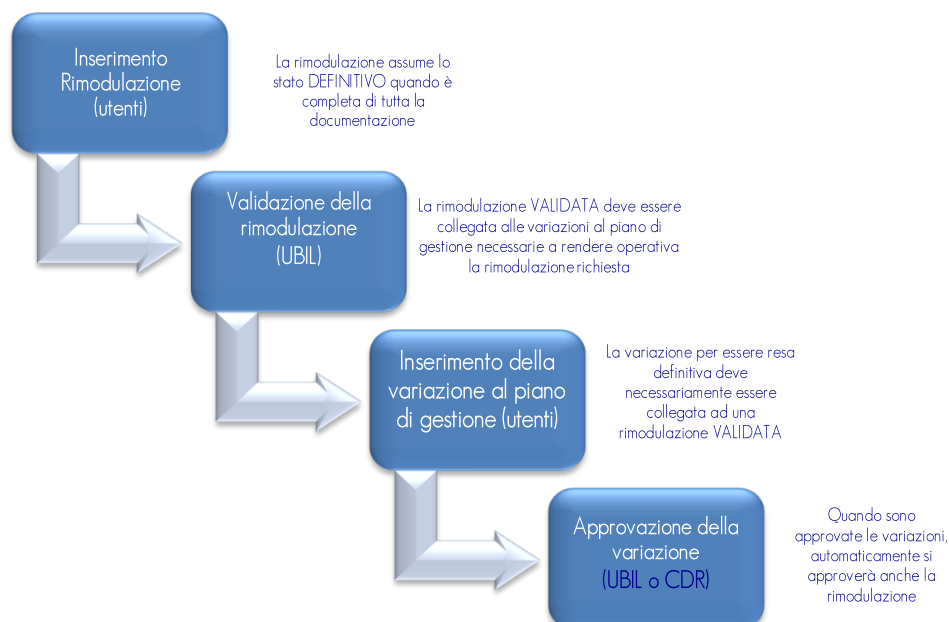 Inserimento
Rimodulazione
(utenti)
La rimodulazione assume lo
stato DEFINITIVO quando è
completa di tutta la
documentazione
Validazione della
rimodulazione
(UBIL)
La rimodulazione VALIDATA deve essere
collegata alle variazioni al piano di
gestione necessarie a rendere operativa
la rimodulazione richiesta
Inserimento della
variazione al piano
di gestione (utenti)
La variazione per essere resa
definitiva deve
necessariamente essere
collegata ad una
rimodulazione VALIDATA
Approvazione della
variazione
(UBIL o CDR)
Quando sono
approvate le variazioni,
automaticamente si
approverà anche la
rimodulazione